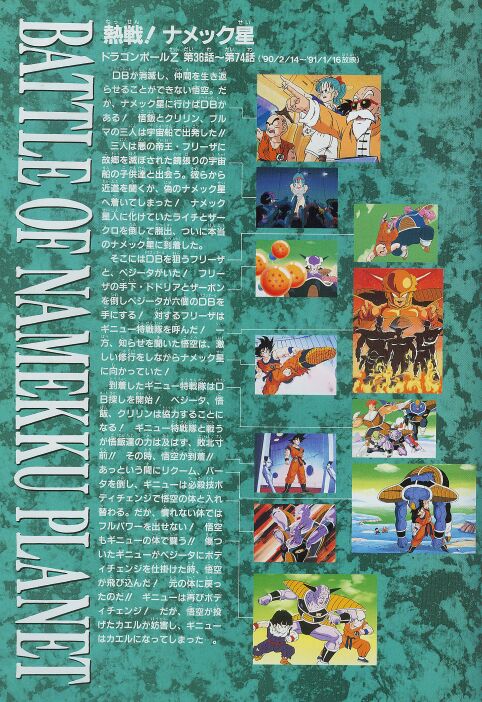 BATTLE OF NAMEKKU PLANET
熱戦!ナメック星
ねっせん せい
ドラゴンボールZ 第36話〜第74話('90/2/14〜'91/1/16放映)
DBが消滅し、仲間を生き返
らせることができない悟空。だ
が、ナメック星に行けばDBが
ある! 悟飯とクリリン、ブル
マの三人は宇宙船で出発した!!
三人は悪の帝王・フリーザに
故郷を滅ぼされた鏡張りの宇宙
船の子供達と出会う。彼らから
近道を聞くが、偽のナメック星
へ着いてしまった! ナメック
星人に化けていたライチとザー
クロを倒して脱出、ついに本当
のナメック星に到着した。
そこにはDBを狙うフリーザ
と、ベジータがいた! フリー
ザの手下・ドドリアとザーボン
を倒しベジータが六個のDBを
手にする! 対するフリーザは
ギニュー特戦隊を呼んだ! 一
方、知らせを聞いた悟空は、激
しい修行をしながらナメック星
に向かっていた!
到着したギニュー特戦隊はD
B探しを開始! ベジータ、悟
飯、クリリンは協力することに
なる! ギニュー特戦隊と戦う
が悟飯達の力は及ばず、敗北寸
前!! その時、悟空が到着!!
あっという間にリクーム、バー
タを倒し、ギニューは必殺技ボ
ディチェンジで悟空の体と入れ
替わる。だが、慣れない体では
フルパワーを出せない! 悟空
もギニューの体で闘う!! 傷つ
いたギニューがベジータにボデ
ィチェンジを仕掛けた時、悟空
が飛び込んだ! 元の体に戻っ
たのだ!! ギニューは再びボデ
ィチェンジ! だが、悟空が投
げたカエルが妨害し、ギニュー
はカエルになってしまった。